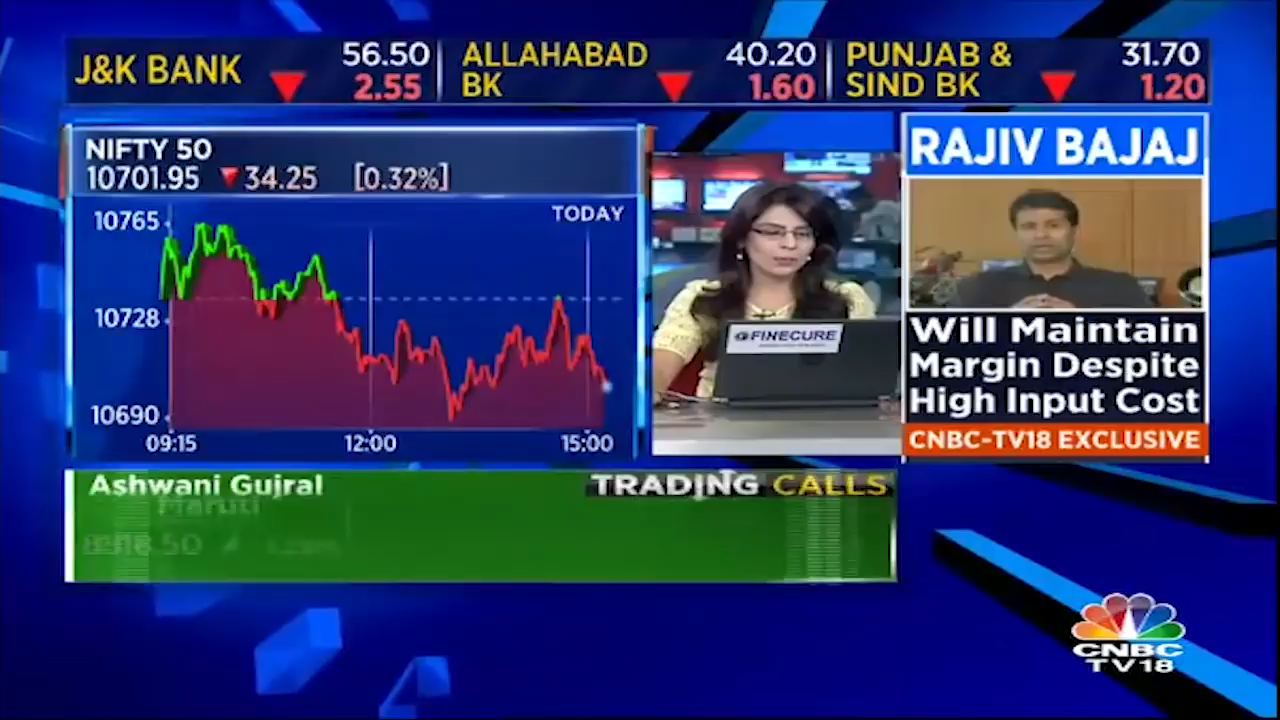 J&K BANK
56.50
2.55
ALLAHABAD
BK
40.20
1.60
PUNJAB &
SIND BK
31.70
1.20
NIFTY 50
10701.95 34.25 [0.32%]
TODAY
10765
10728
10690
09:15 12:00 15:00
FINECURE
RAJIV BAJAJ
Will Maintain
Margin Despite
High Input Cost
CNBC-TV18 EXCLUSIVE
Ashwani Gujral
TRADING CALLS
Maruti
CNBC
TV18